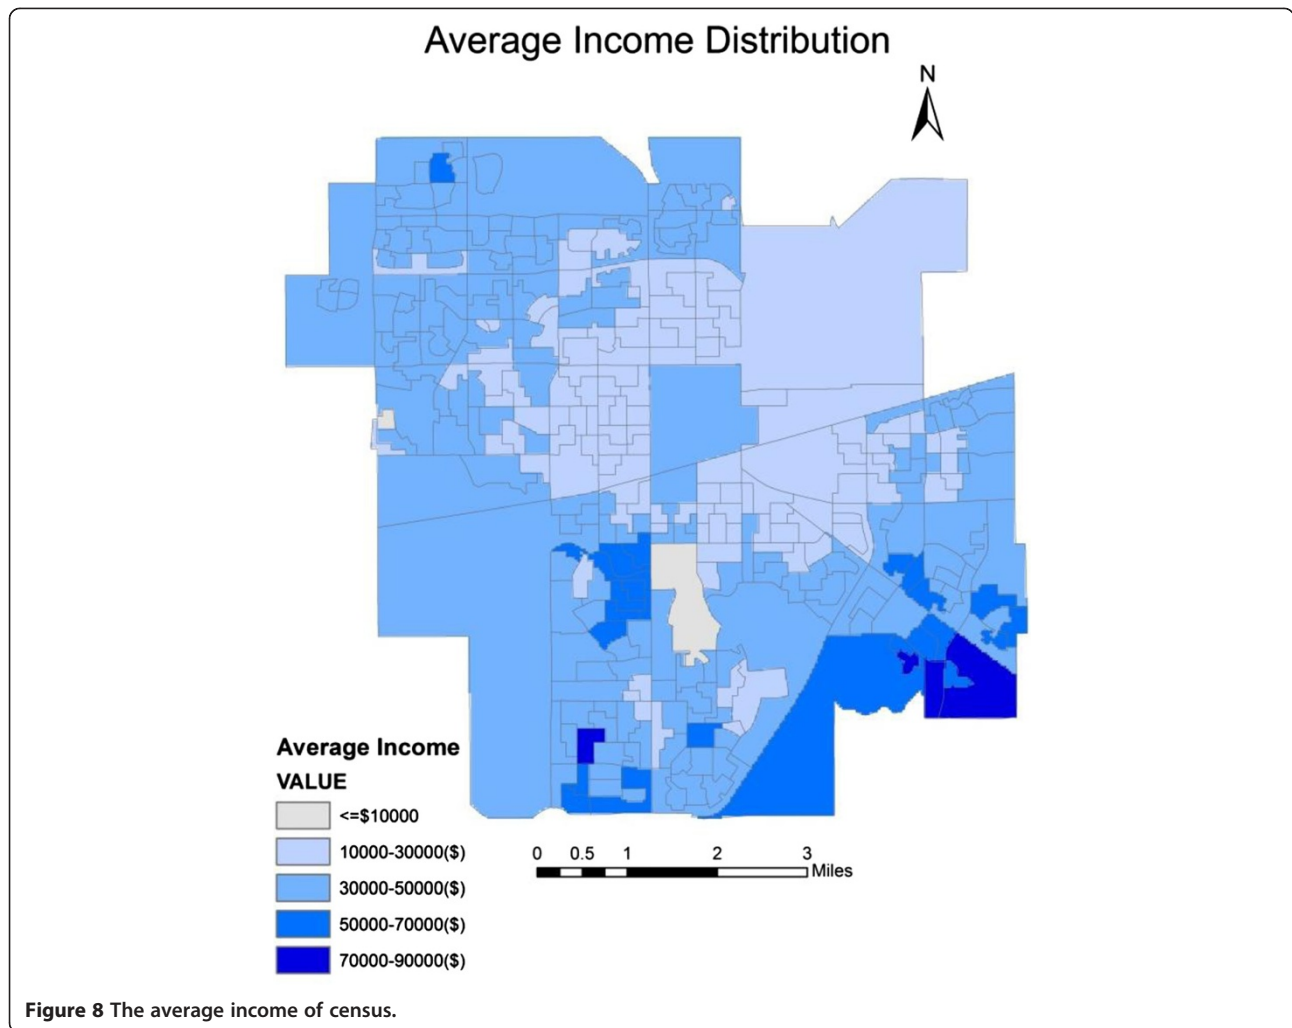 Average Income Distribution
N
Average Income
VALUE
<=$10000
10000-30000($)
30000-50000($)
50000-70000($)
70000-90000($)
0 0.5 1 2 3
Miles
Figure 8 The average income of census.